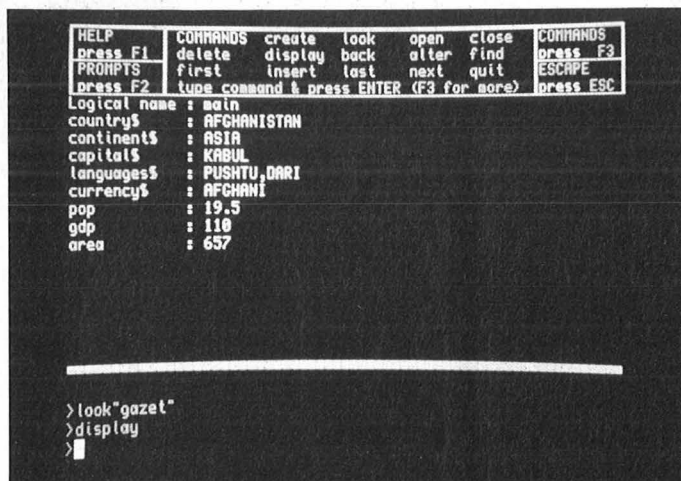 HELP COMMANDS create look open close COMMANDS
press F1 delete display back alter find press F3
PROMPTS first insert last next quit ESCAPE
press F2 type command & press ENTER (F3 for more) press ESC
Logical name : main
country$ : AFGHANISTAN
continent$ : ASIA
capital$ : KABUL
languages$ : PUSHTU,DARI
currency$ : AFGHANI
pop : 19.5
gdp : 110
area : 657
>look"gazet"
>display
>